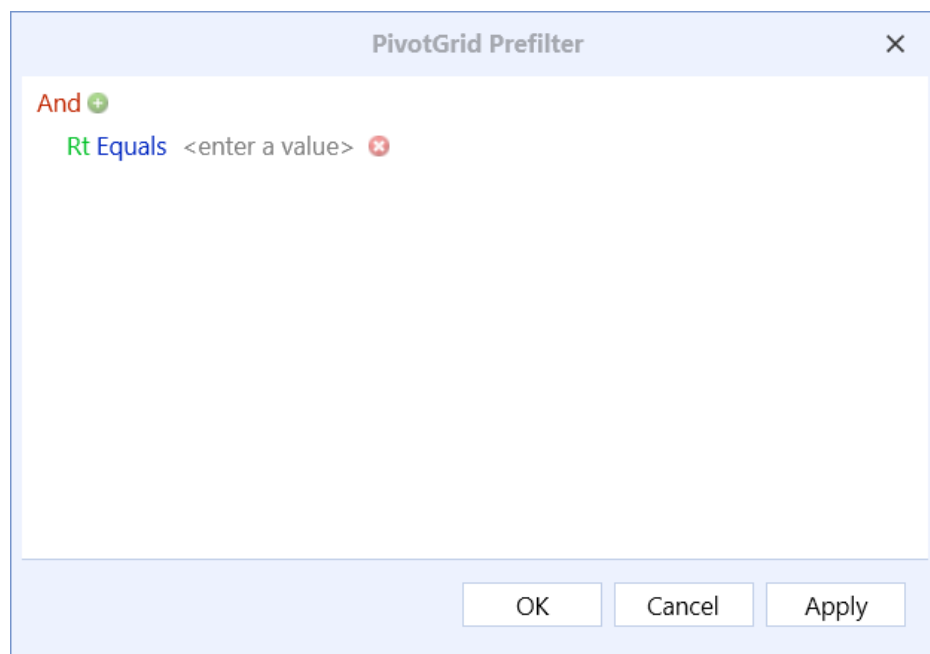 PivotGrid Prefilter
And
Rt Equals <enter a value>
OK Cancel Apply